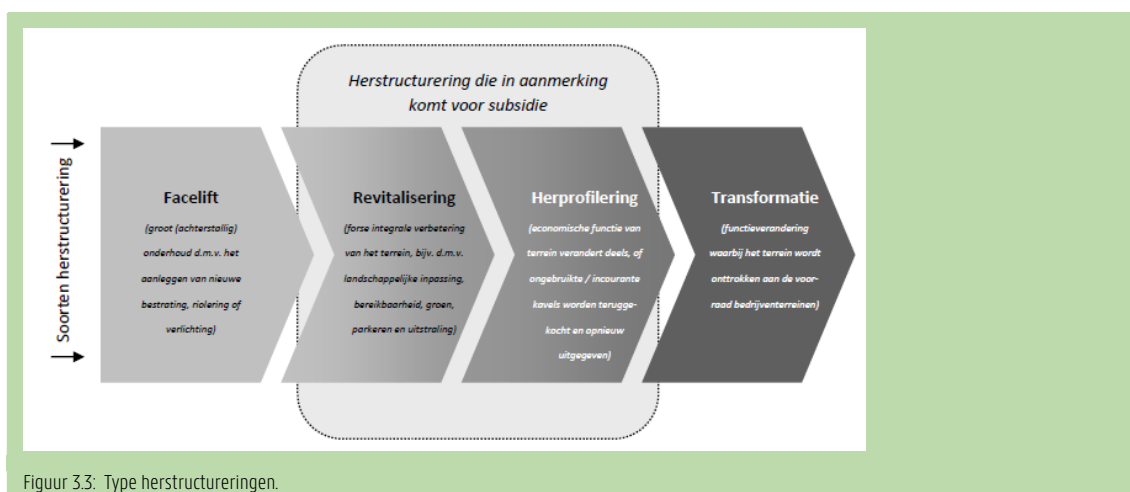 Herstructurering die in aanmerking
komt voor subsidie
Soorten herstructurering
Facelift
(groot (achterstallig)
onderhoud d.m.v. het
aanleggen van nieuwe
bestrating, riolering of
verlichting)
Revitalisering
(forse integrale verbetering
van het terrein, bijv. d.m.v.
landschappelijke inpassing,
bereikbaarheid, groen,
parkeren en uitstraling)
Herprofilering
(economische functie van
terrein verandert deels, of
ongebruikte / incourante
kavels worden terugge-
kocht en opnieuw
uitgegeven)
Transformatie
(functieverandering
waarbij het terrein wordt
onttrokken aan de voor-
raad bedrijventerreinen)
Figuur 3.3: Type herstructureringen.